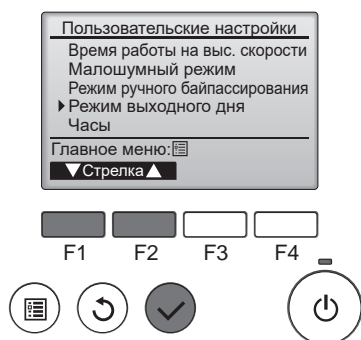 Пользовательские настройки
Время работы на выс. скорости
Малошумный режим
Режим ручного байпассирования
Режим выходного дня
Часы
Главное меню:
▼Стрелка▲
F1 F2 F3 F4